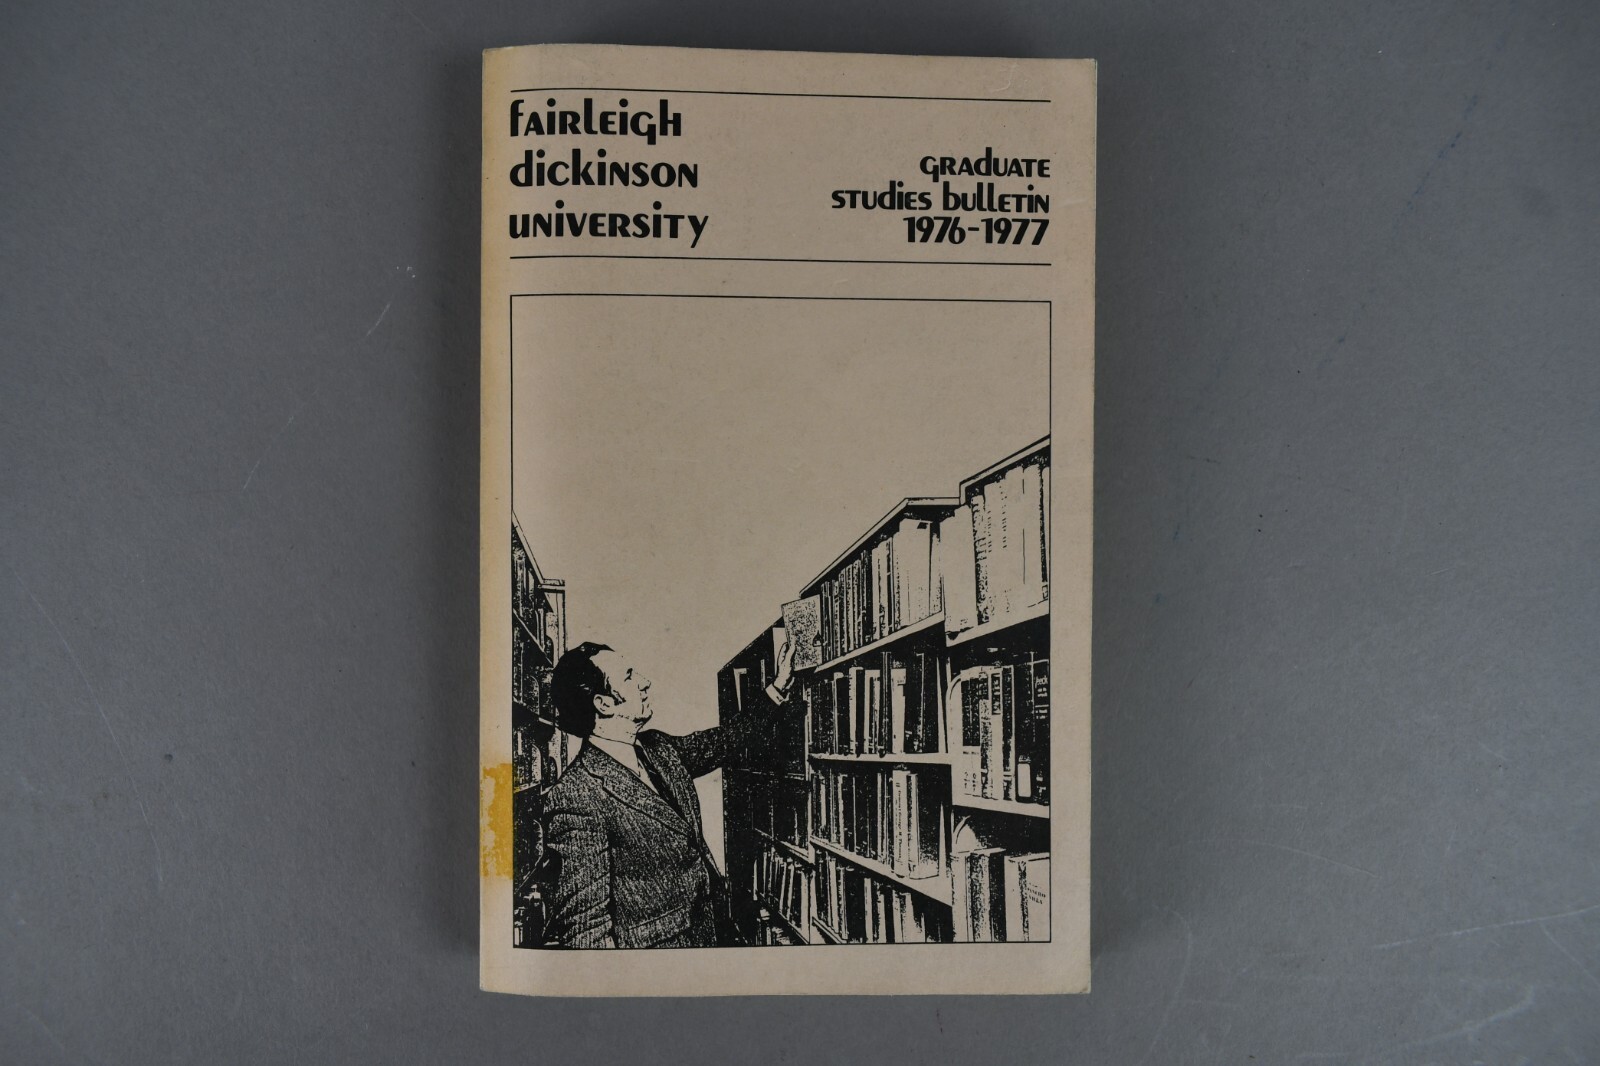 fairleigh
dickinson
university
graduate
studies bulletin
1976-1977